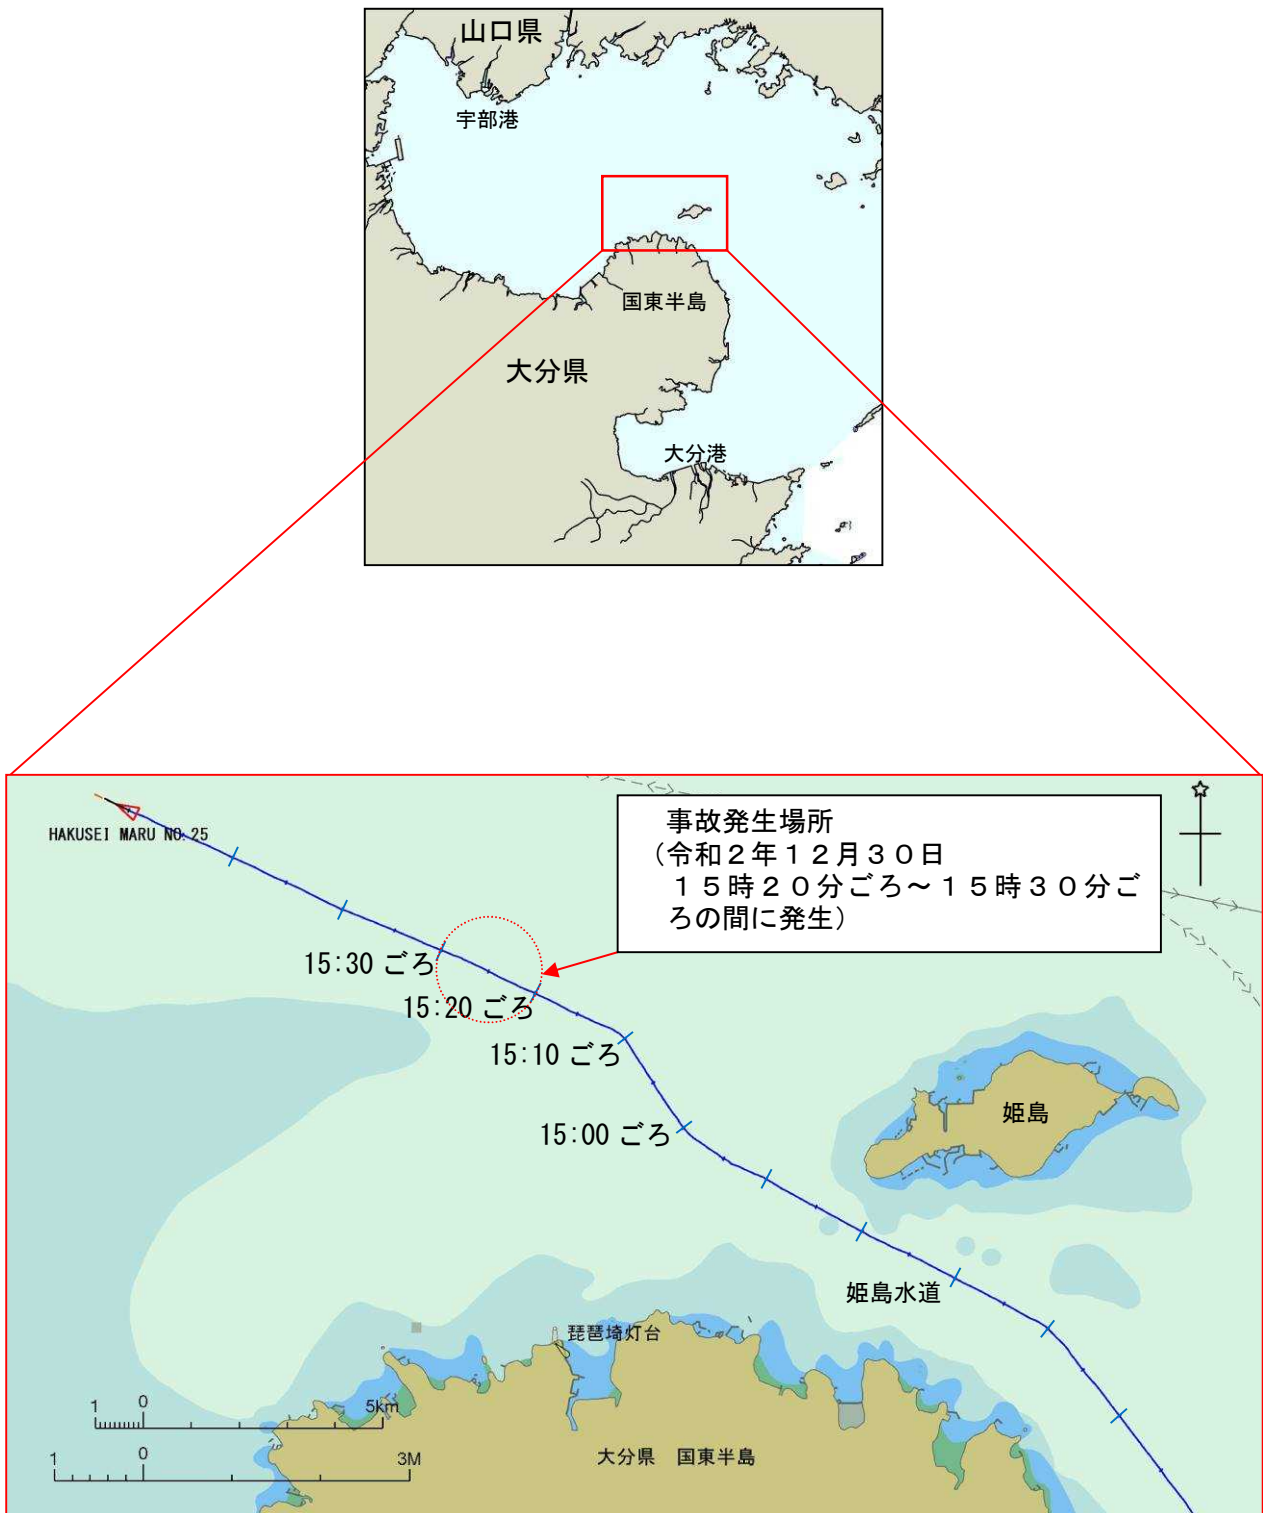 山口県
宇部港
国東半島
大分県
大分港
HAKUSEI MARU NO.25
事故発生場所
（令和２年１２月３０日
１５時２０分ごろ～１５時３０分ご
ろの間に発生）
15:30 ごろ
15:20 ごろ
15:10 ごろ
15:00 ごろ
姫島
姫島水道
琵琶埼灯台
1 0 5km
1 0 3M
大分県 国東半島